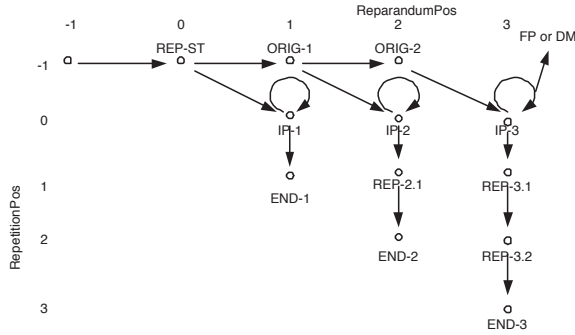 ReparandumPos
-1 0 1 2 3
FP or DM
REP-ST ORIG-1 ORIG-2
-1
0
IP-1 IP-2 IP-3
1
REP-2.1 REP-3.1
END-1
RepetitionPos
2
END-2 REP-3.2
3
END-3